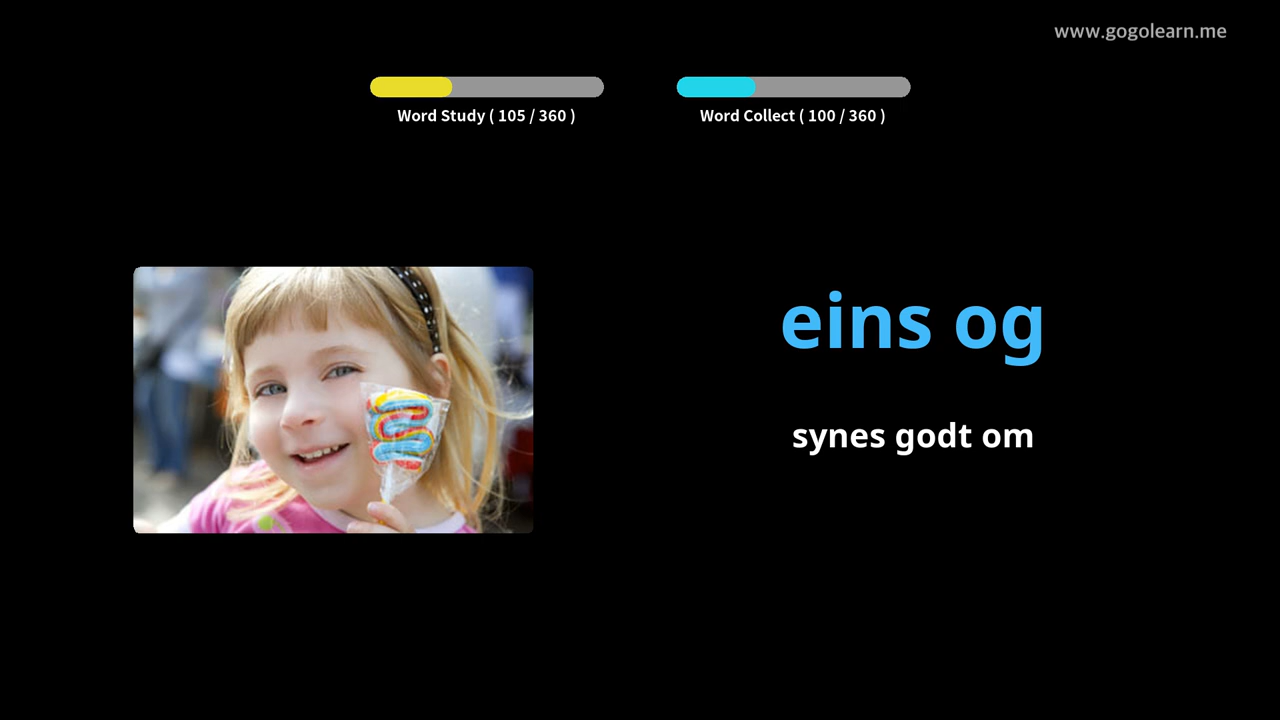 www.gogolearn.me
Word Study ( 105 / 360 )
Word Collect ( 100 / 360 )
eins og
synes godt om